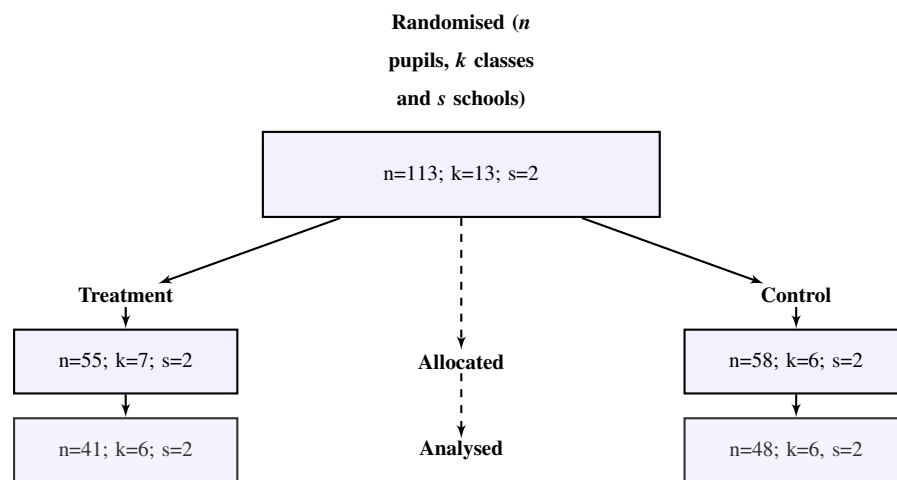 Randomised (n
pupils, k classes
and s schools)
n=113; k=13; s=2
Treatment
Control
n=55; k=7; s=2
Allocated
n=58; k=6; s=2
n=41; k=6; s=2
Analysed
n=48; k=6, s=2